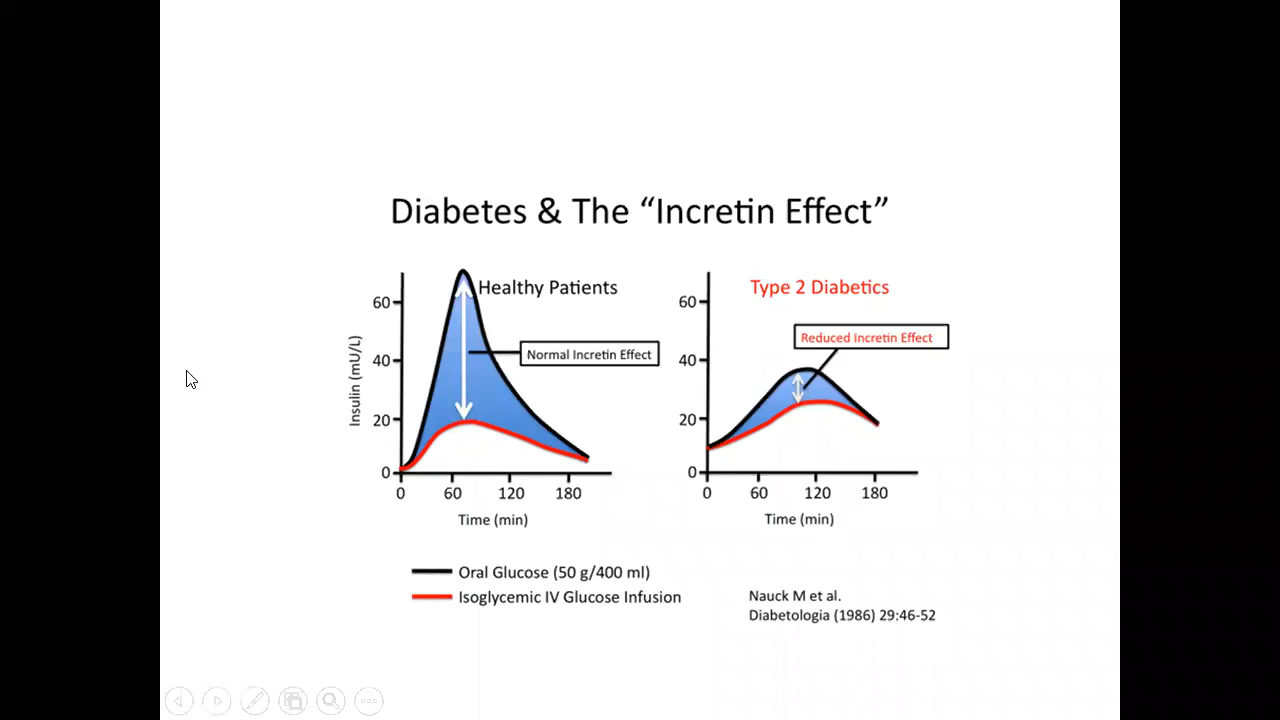 Diabetes & The “Incretin Effect”
Healthy Patients
Normal Incretin Effect
Insulin (mU/L)
60
40
20
0
0 60 120 180
Time (min)
Type 2 Diabetics
Reduced Incretin Effect
60
40
20
0
0 60 120 180
Time (min)
Oral Glucose (50 g/400 ml)
Isoglycemic IV Glucose Infusion
Nauck M et al.
Diabetologia (1986) 29:46-52